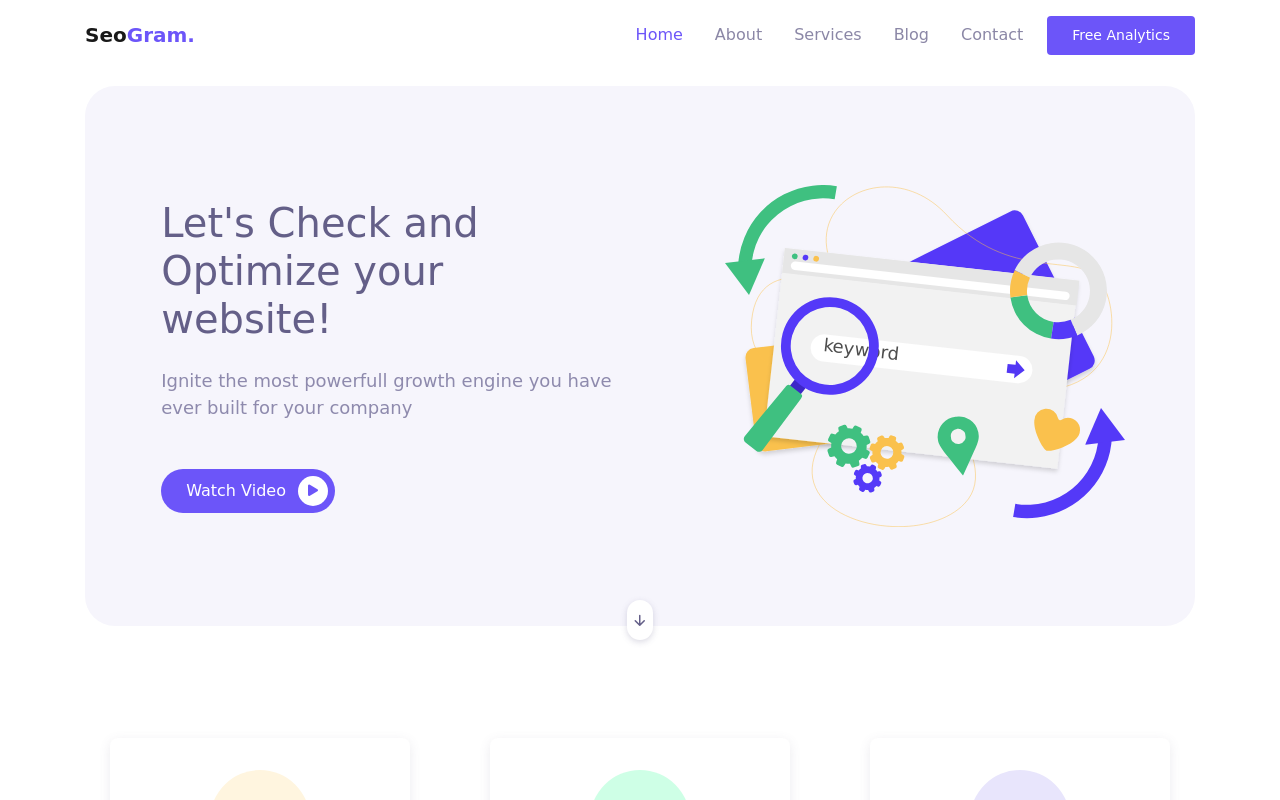 SeoGram.
Home About Services Blog Contact Free Analytics
Let's Check and
Optimize your
website!
Ignite the most powerfull growth engine you have
ever built for your company
Watch Video
keyword